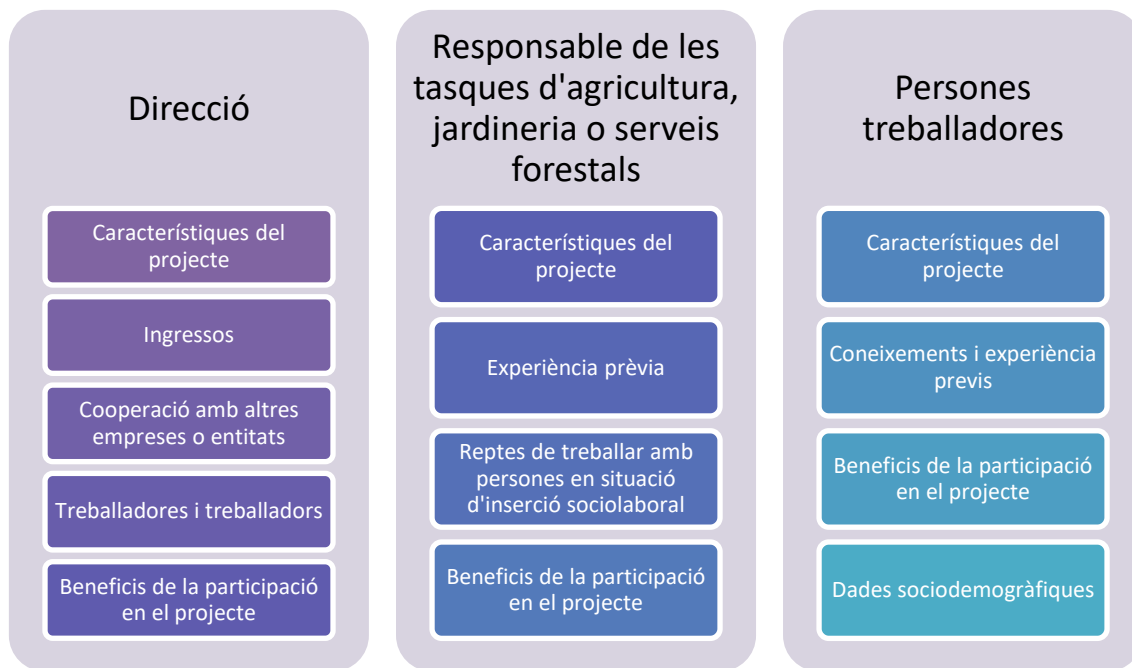 Direcció
Característiques del
projecte
Ingressos
Cooperació amb altres
empreses o entitats
Treballadores i treballadors
Beneficis de la participació
en el projecte
Responsable de les
tasques d'agricultura,
jardineria o serveis
forestals
Característiques del
projecte
Experiència prèvia
Reptes de treballar amb
persones en situació
d'inserció sociolaboral
Beneficis de la participació
en el projecte
Persones
treballadores
Característiques del
projecte
Coneixements i experiència
previs
Beneficis de la participació
en el projecte
Dades sociodemogràfiques